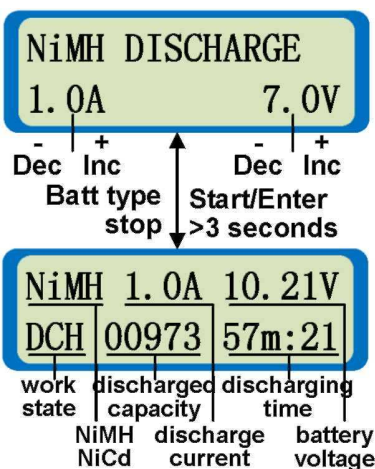 NiMH DISCHARGE
1.0A 7.0V
- + - +
Dec Inc Dec Inc
Batt type Start/Enter
stop >3 seconds
NiMH 1.0A 10.21V
DCH 00973 57m:21
work discharged discharging
state capacity time
NiMH discharge battery
NiCd current voltage